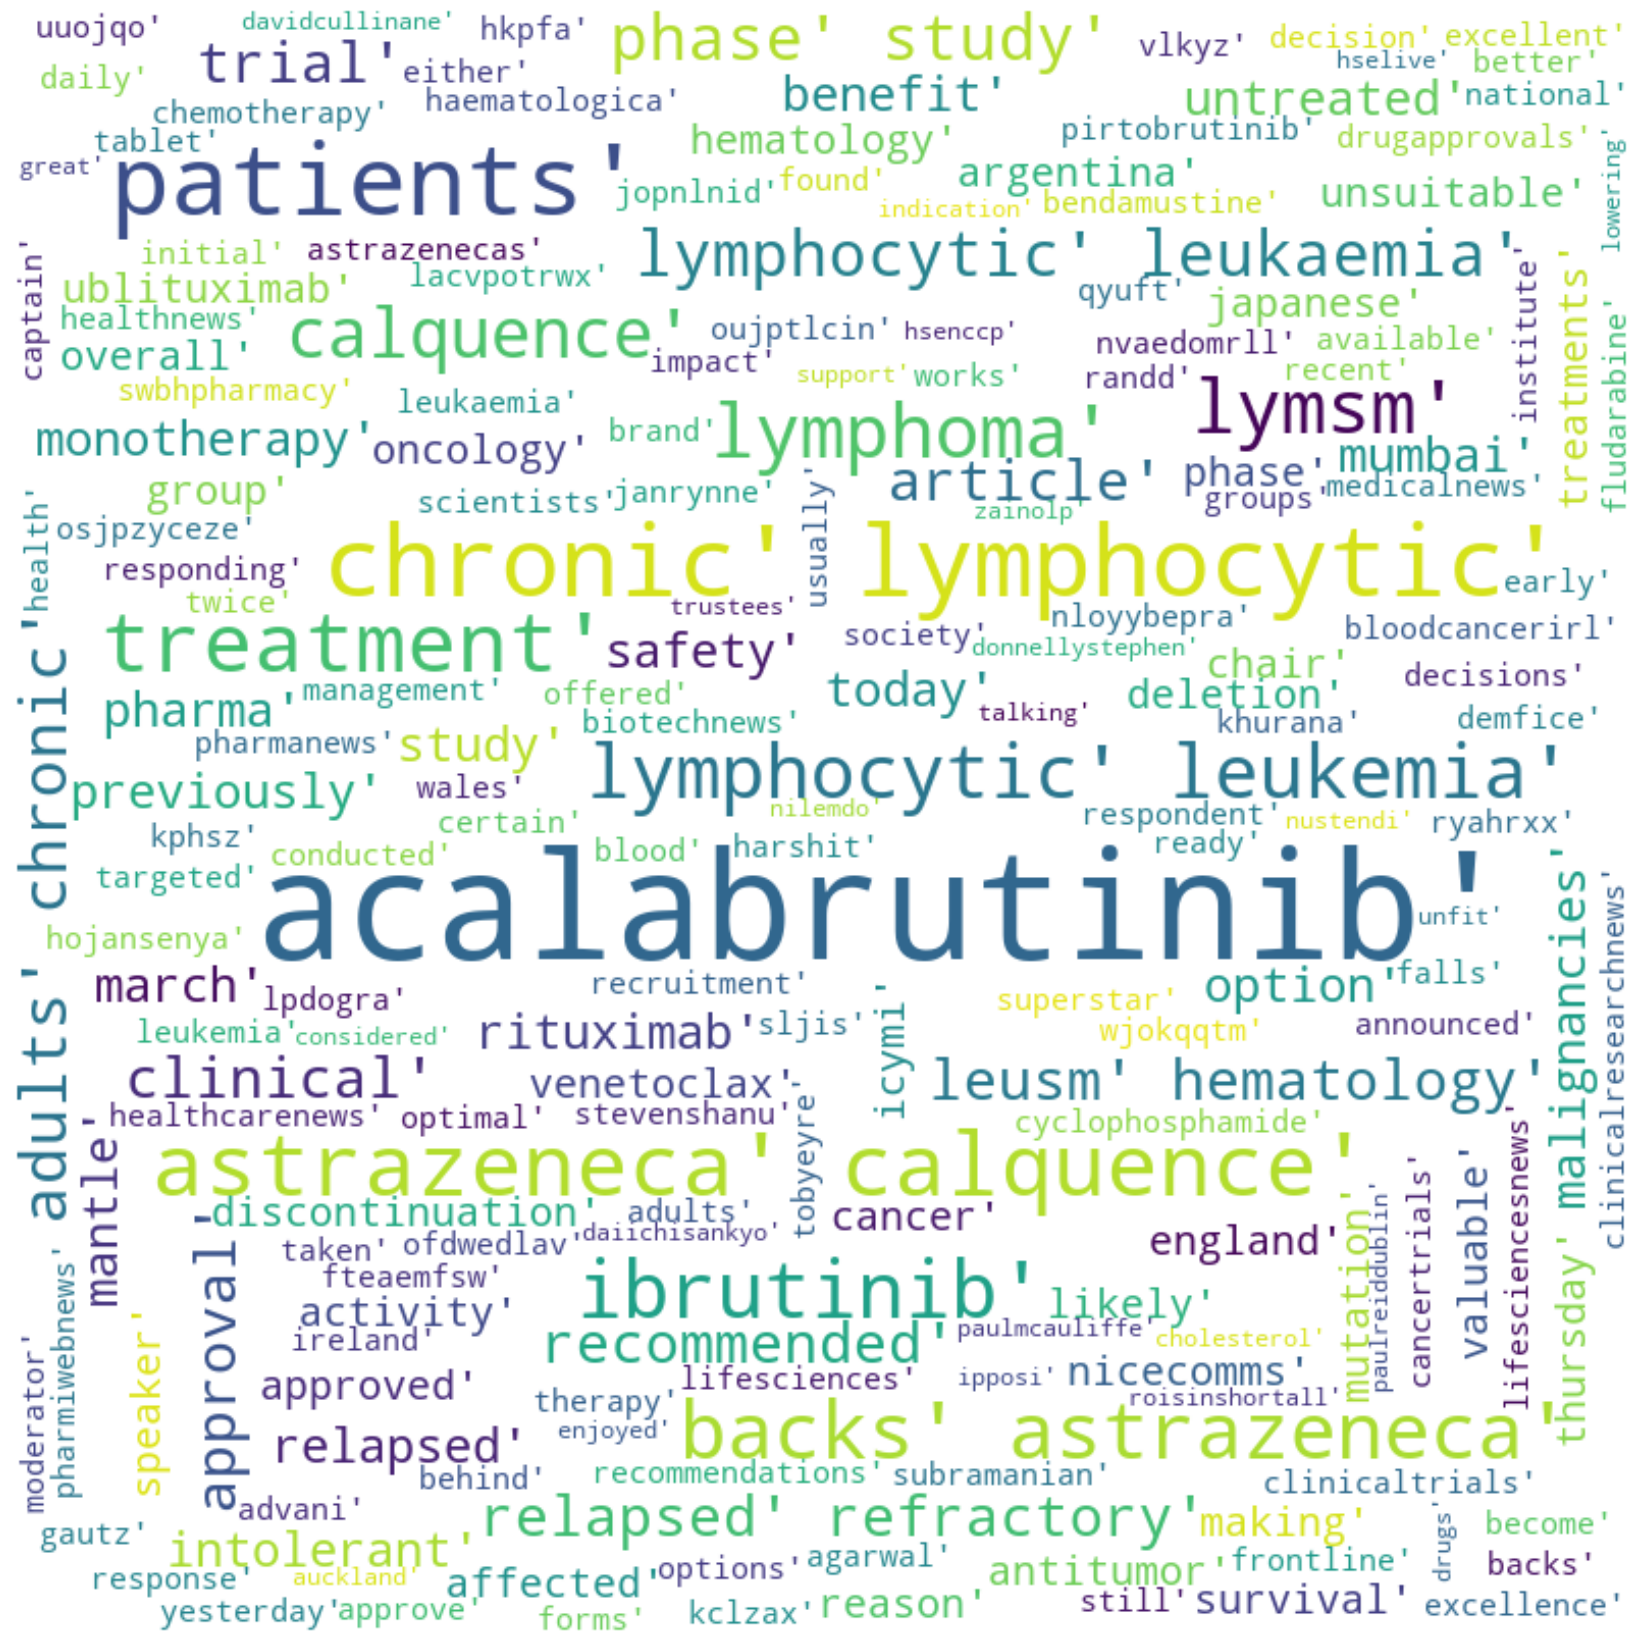 uuojqo' davidcullinane' hkpfa' phase' study' vlkyz' decision' excellent'
daily' trial' either' hselive' better'
chemotherapy' haematologica' benefit' untreated' national'
tablet' hematology' pirtobrutinib' drugapprovals' lowering'
great' patients' jopnlnid' found' argentina' unsuitable'
indication' bendamustine'
captain' initial' astrazenecas' lymphocytic' leukaemia' institute' treatments'
ublituximab' lacvpotrwx' qyuft' japanese' fludarabine'
healthnews' calquence' oujptlcin' hsenccp' nvaedomrll' available'
overall' impact' support' works' randd' recent'
swbhpharmacy' leukaemia' lymsm'
monotherapy' oncology' brand' lymphoma' mumbai'
group' scientists' janrynne' usually' article' phase' groups' medicalnews'
health' osjpzyceze' zainolp'
responding' chronic' lymphocytic' early'
twice' trustees' nloyybepra'
treatment' safety' society' donnellystephen' bloodcancerirl'
chair' decisions'
pharma' management' offered' today' deletion'
talking' khurana' demfice'
pharmanews' study' biotechnews'
previously' wales' lymphocytic' leukemia'
kphsz' certain' nilemdo' respondent' nustendi' ryahrxx'
conducted' blood' harshit' ready'
targeted' acalabrutinib' unfit'
hojansenya'
adults' chronic' malignancies' clinicalresearchnews'
march' lpdogra' recruitment' superstar' option' falls'
leukemia' considered' rituximab' sljis' icymi' wjokqqtm' announced'
clinical' venetoclax' leusm' hematology'
healthcarenews' optimal' stevenshanu' tobyeyre' cyclophosphamide'
mantle' astrazeneca' calquence' cancertrials' valuable' lifesciencesnews'
discontinuation' adults' cancer' mutation' paulreiddublin'
taken' ofdwedlav' daiichisankyo' england'
pharmiwebnews' approval' fteaemfsw' ibrutinib' likely' thursday'
activity'
moderator' speaker' ireland' recommended' paulmcauliffe' cholesterol'
approved' lifesciences' ipposi' nicecomms'
therapy' roisinshortall'
relapsed' enjoyed' backs' astrazeneca'
behind' recommendations' subramanian' clinicaltrials'
advani' relapsed' refractory' making' drugs' become'
gautz' intolerant' options' agarwal' antitumor' frontline' backs'
response' auckland' affected'
yesterday' approve' forms' kclzax' reason' still' survival' excellence'